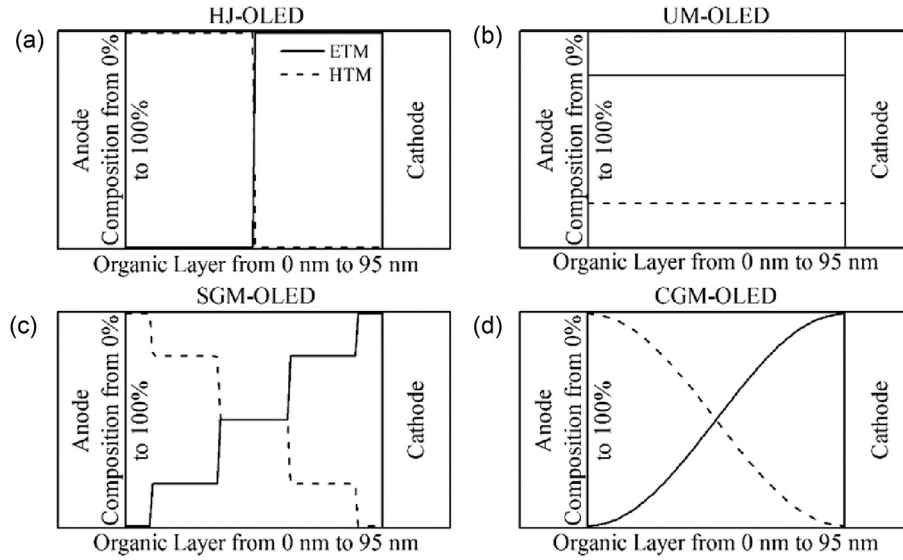 HJ-OLED
(a)
Anode
Composition from 0%
to 100%
ETM
HTM
Cathode
Organic Layer from 0 nm to 95 nm
UM-OLED
(b)
Anode
Composition from 0%
to 100%
Cathode
Organic Layer from 0 nm to 95 nm
SGM-OLED
(c)
Anode
Composition from 0%
to 100%
Cathode
Organic Layer from 0 nm to 95 nm
CGM-OLED
(d)
Anode
Composition from 0%
to 100%
Cathode
Organic Layer from 0 nm to 95 nm